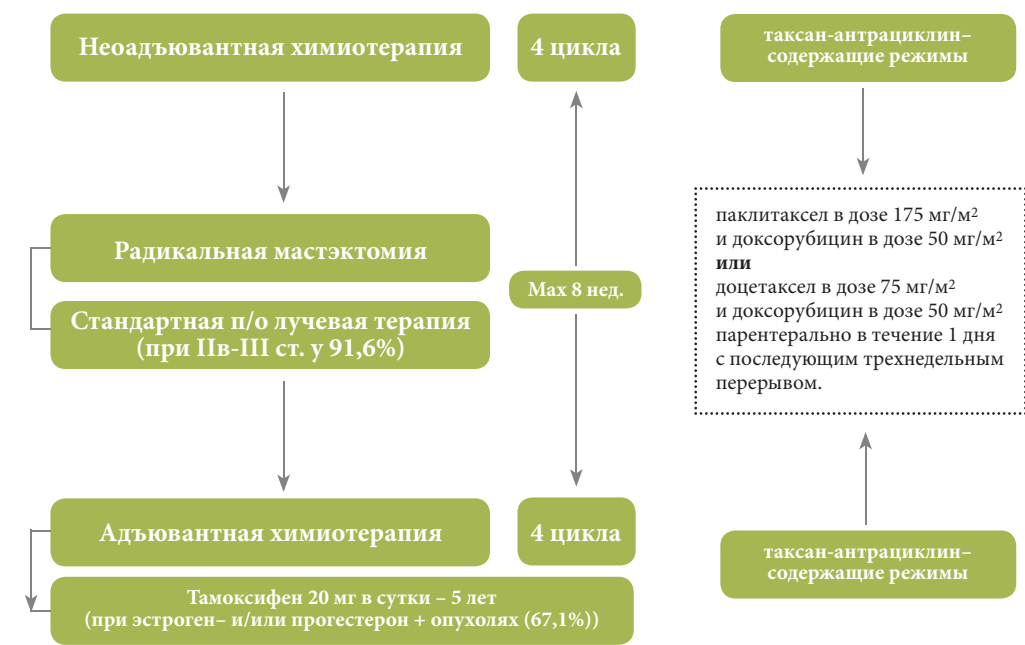 Неоадъювантная химиотерапия
4 цикла
таксан-антрациклин–
содержащие режимы
Радикальная мастэктомия
Стандартная п/о лучевая терапия
(при IIв-III ст. у 91,6%)
Мах 8 нед.
паклитаксел в дозе 175 мг/м2
и доксорубицин в дозе 50 мг/м2
или
доцетаксел в дозе 75 мг/м2
и доксорубицин в дозе 50 мг/м2
парентерально в течение 1 дня
с последующим трехнедельным
перерывом.
Адъювантная химиотерапия
4 цикла
таксан-антрациклин–
содержащие режимы
Тамоксифен 20 мг в сутки – 5 лет
(при эстроген– и/или прогестерон + опухолях (67,1%))